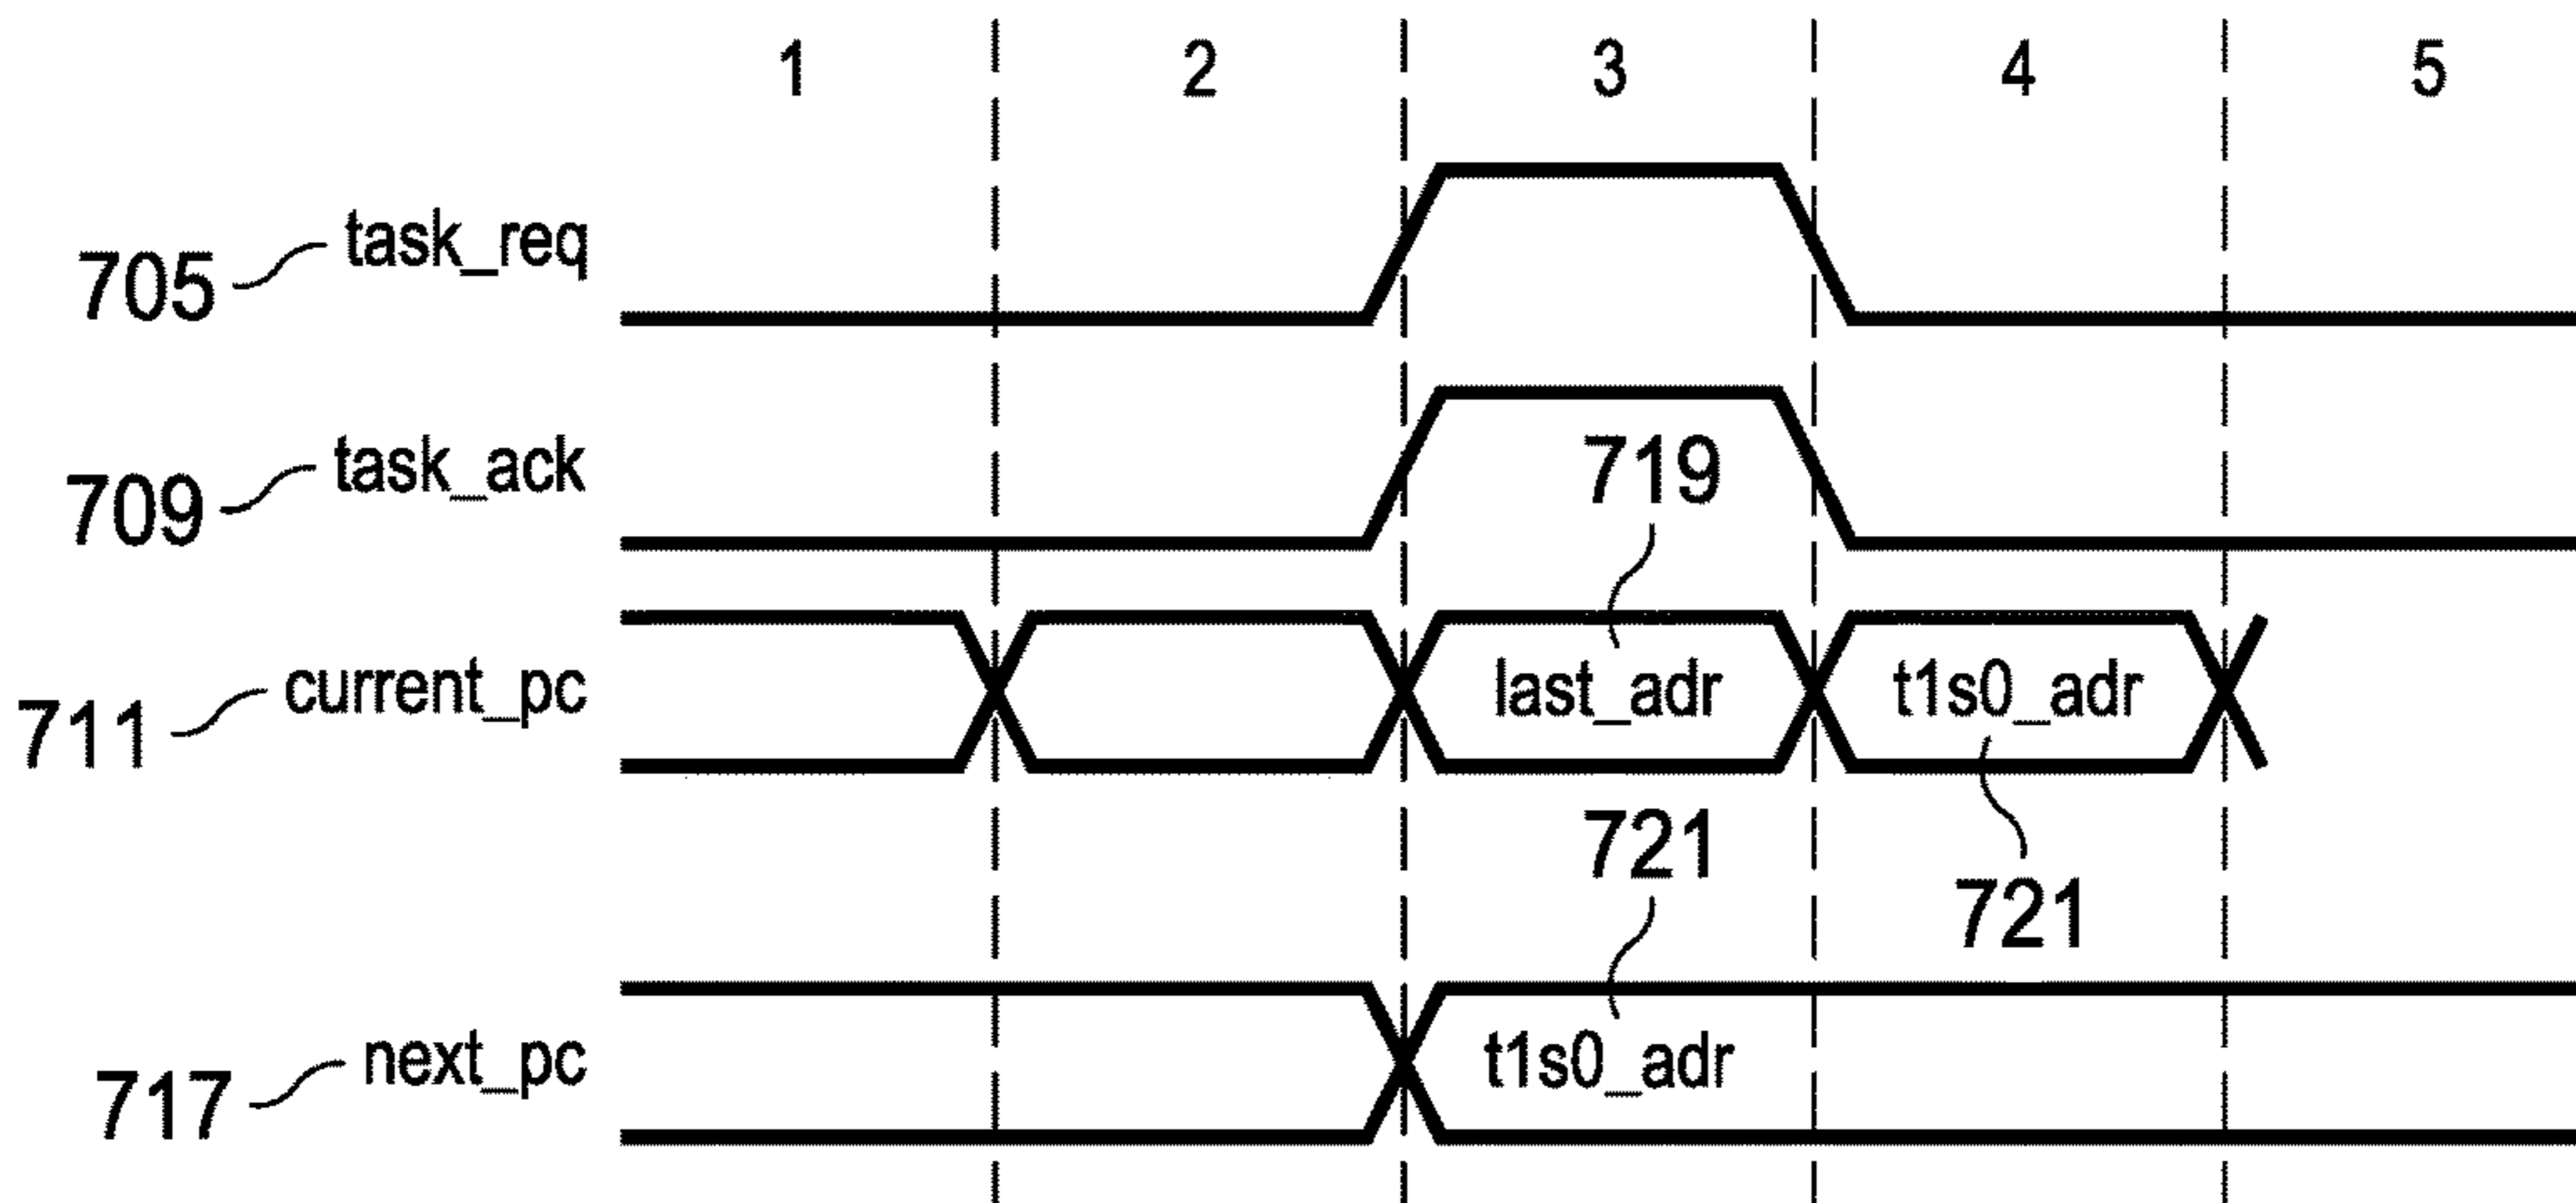 1 2 3 4 5
705 task_req
709 task_ack
719
711 current_pc last_adr t1s0_adr
721
721
717 next_pc t1s0_adr